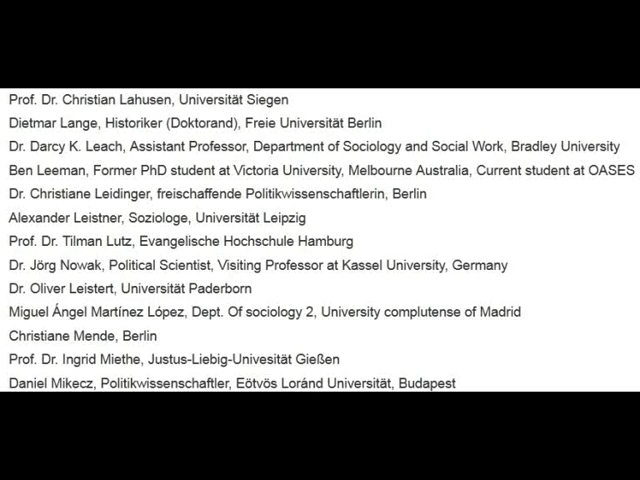 Prof. Dr. Christian Lahusen, Universität Siegen
Dietmar Lange, Historiker (Doktorand), Freie Universität Berlin
Dr. Darcy K. Leach, Assistant Professor, Department of Sociology and Social Work, Bradley University
Ben Leeman, Former PhD student at Victoria University, Melbourne Australia, Current student at OASES
Dr. Christiane Leidinger, freischaffende Politikwissenschaftlerin, Berlin
Alexander Leistner, Soziologe, Universität Leipzig
Prof. Dr. Tilman Lutz, Evangelische Hochschule Hamburg
Dr. Jörg Nowak, Political Scientist, Visiting Professor at Kassel University, Germany
Dr. Oliver Leistert, Universität Paderborn
Miguel Ángel Martínez López, Dept. Of sociology 2, University complutense of Madrid
Christiane Mende, Berlin
Prof. Dr. Ingrid Miethe, Justus-Liebig-Univesität Gießen
Daniel Mikecz, Politikwissenschaftler, Eötvös Loránd Universität, Budapest